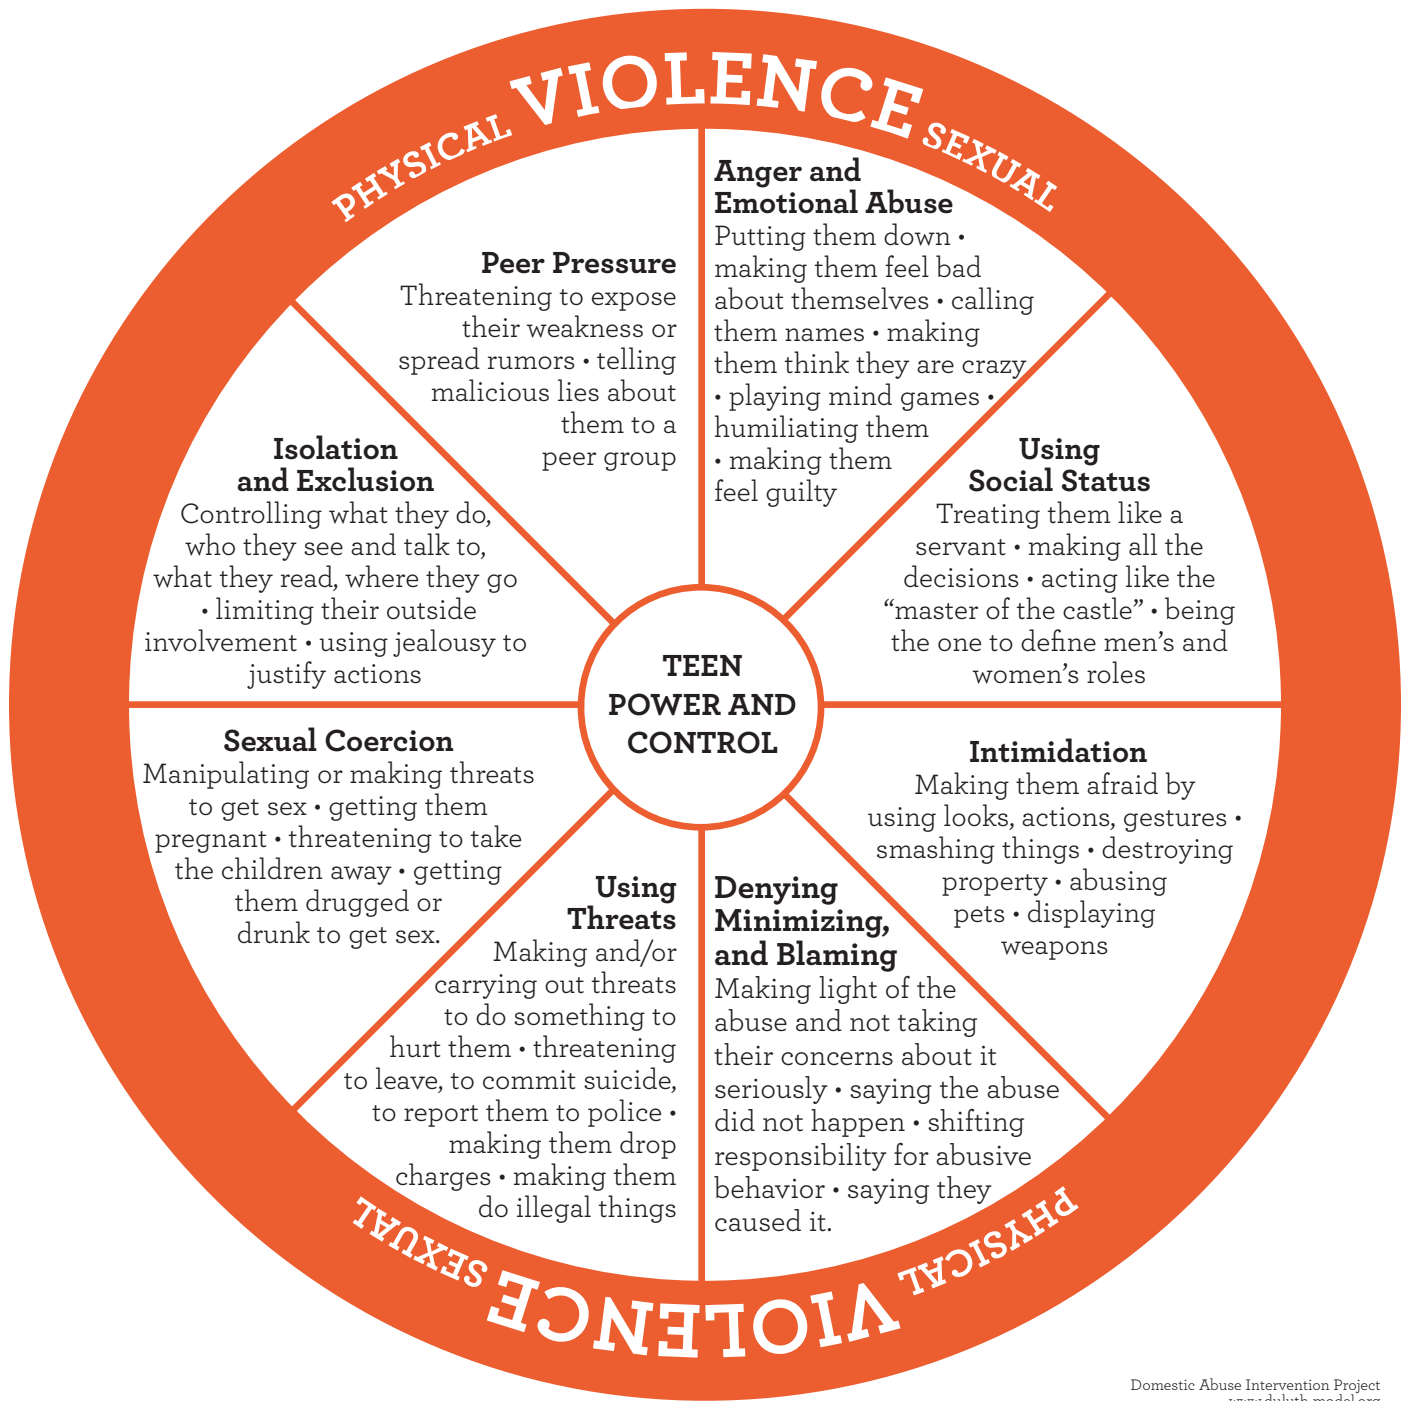 PHYSICAL VIOLENCE SEXUAL
Anger and
Emotional Abuse
Putting them down •
making them feel bad
about themselves • calling
them names • making
them think they are crazy
• playing mind games •
humiliating them
• making them
feel guilty
Using
Social Status
Treating them like a
servant • making all the
decisions • acting like the
“master of the castle” • being
the one to define men’s and
women’s roles
Intimidation
Making them afraid by
using looks, actions, gestures •
smashing things • destroying
property • abusing
pets • displaying
weapons
Denying
Minimizing,
and Blaming
Making light of the
abuse and not taking
their concerns about it
seriously • saying the abuse
did not happen • shifting
responsibility for abusive
behavior • saying they
caused it.
Using
Threats
Making and/or
carrying out threats
to do something to
hurt them • threatening
to leave, to commit suicide,
to report them to police •
making them drop
charges • making them
do illegal things
Sexual Coercion
Manipulating or making threats
to get sex • getting them
pregnant • threatening to take
the children away • getting
them drugged or
drunk to get sex.
Isolation
and Exclusion
Controlling what they do,
who they see and talk to,
what they read, where they go
• limiting their outside
involvement • using jealousy to
justify actions
Peer Pressure
Threatening to expose
their weakness or
spread rumors • telling
malicious lies about
them to a
peer group
TEEN
POWER AND
CONTROL
PHYSICAL VIOLENCE SEXUAL
Domestic Abuse Intervention Project